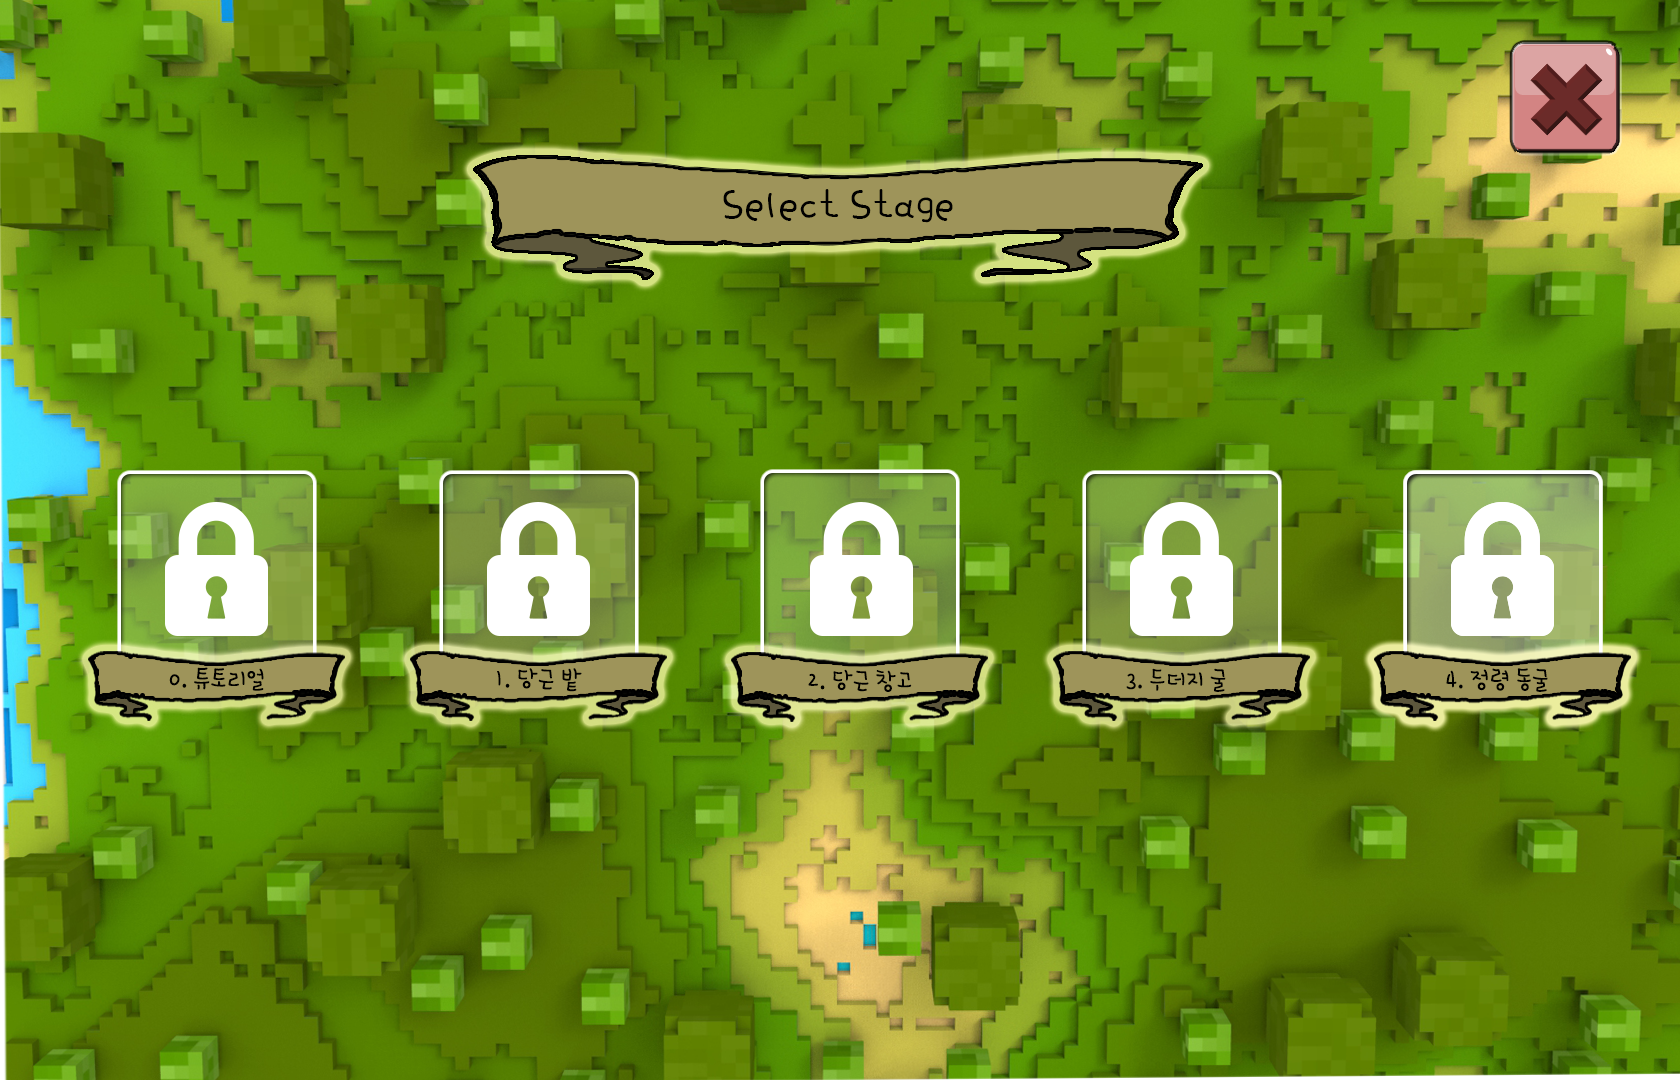 Select Stage
0. 튜토리얼
1. 당근 밭
2. 당근 창고
3. 두더지 굴
4. 정령 동굴